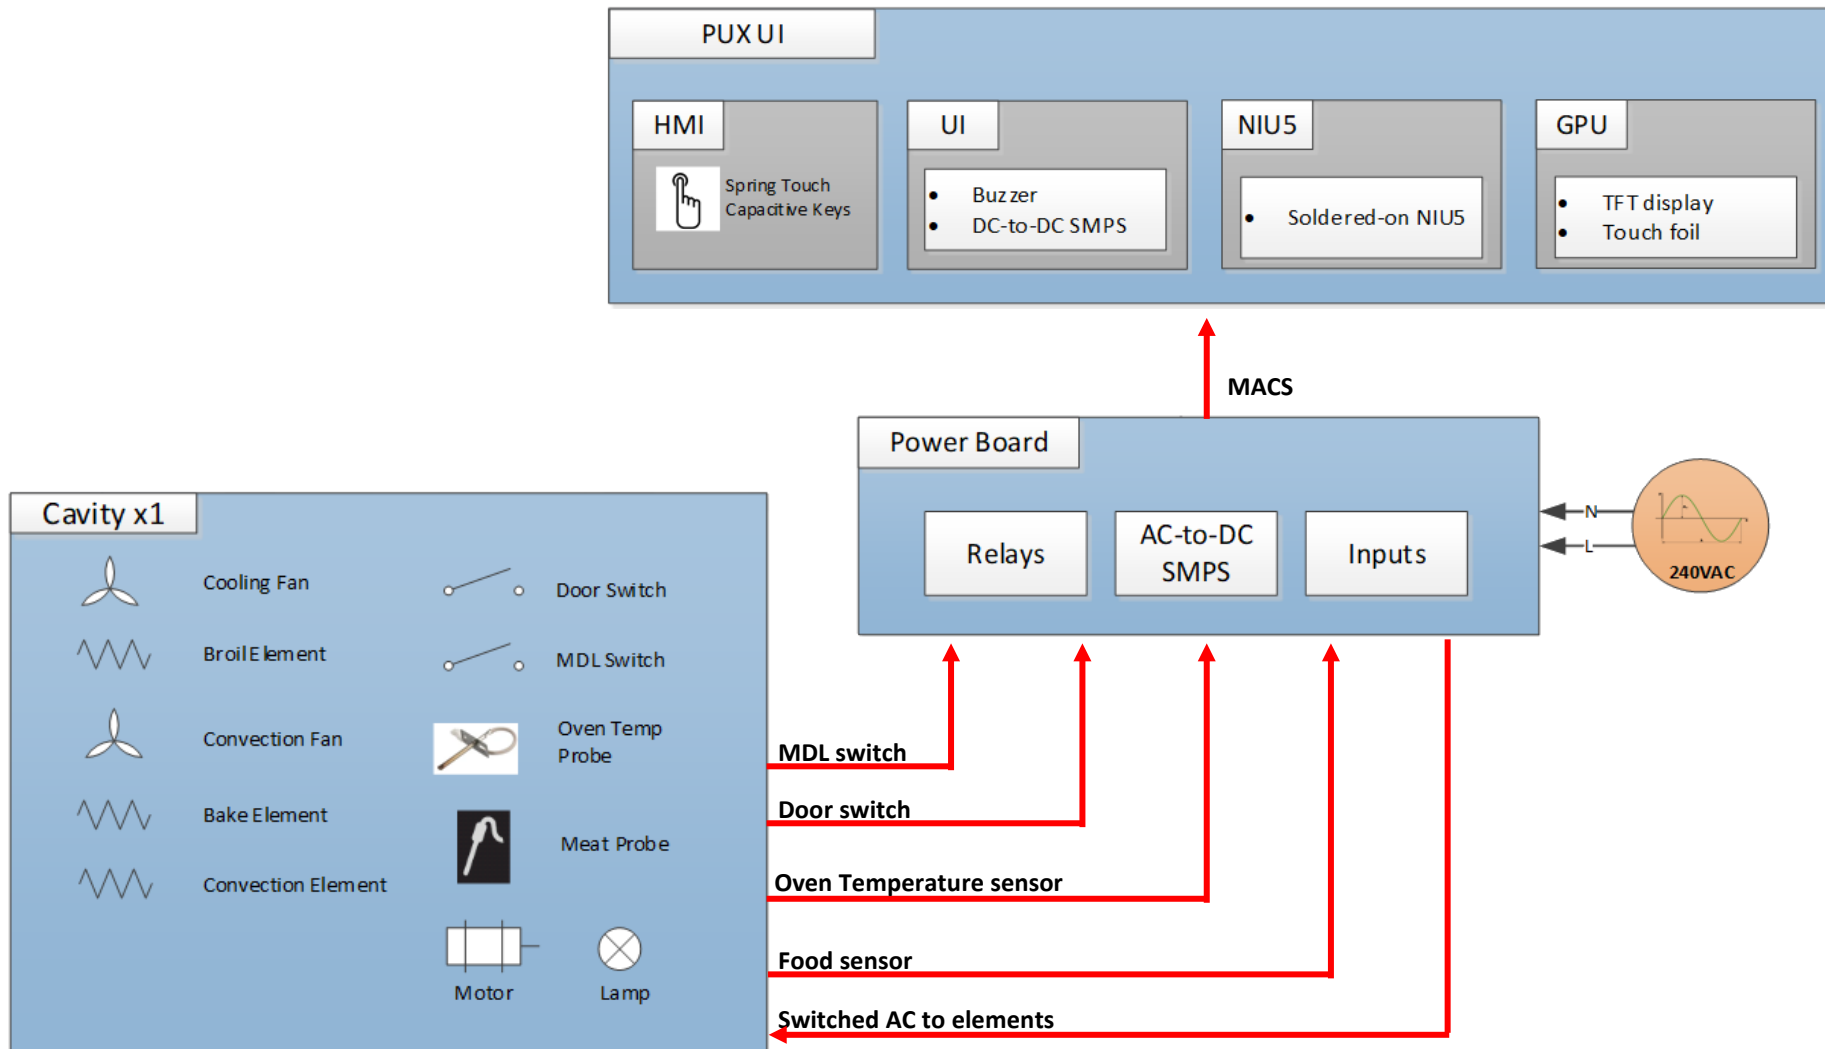 PUX UI
HMI
Spring Touch
Capacitive Keys
UI
• Buzzer
• DC-to-DC SMPS
NIU5
• Soldered-on NIU5
GPU
• TFT display
• Touch foil
MACS
Power Board
Relays
AC-to-DC
SMPS
Inputs
N
L
240VAC
Cavity x1
Cooling Fan
Broil Element
Convection Fan
Bake Element
Convection Element
Door Switch
MDL Switch
Oven Temp
Probe
Meat Probe
Motor
Lamp
MDL switch
Door switch
Oven Temperature sensor
Food sensor
Switched AC to elements